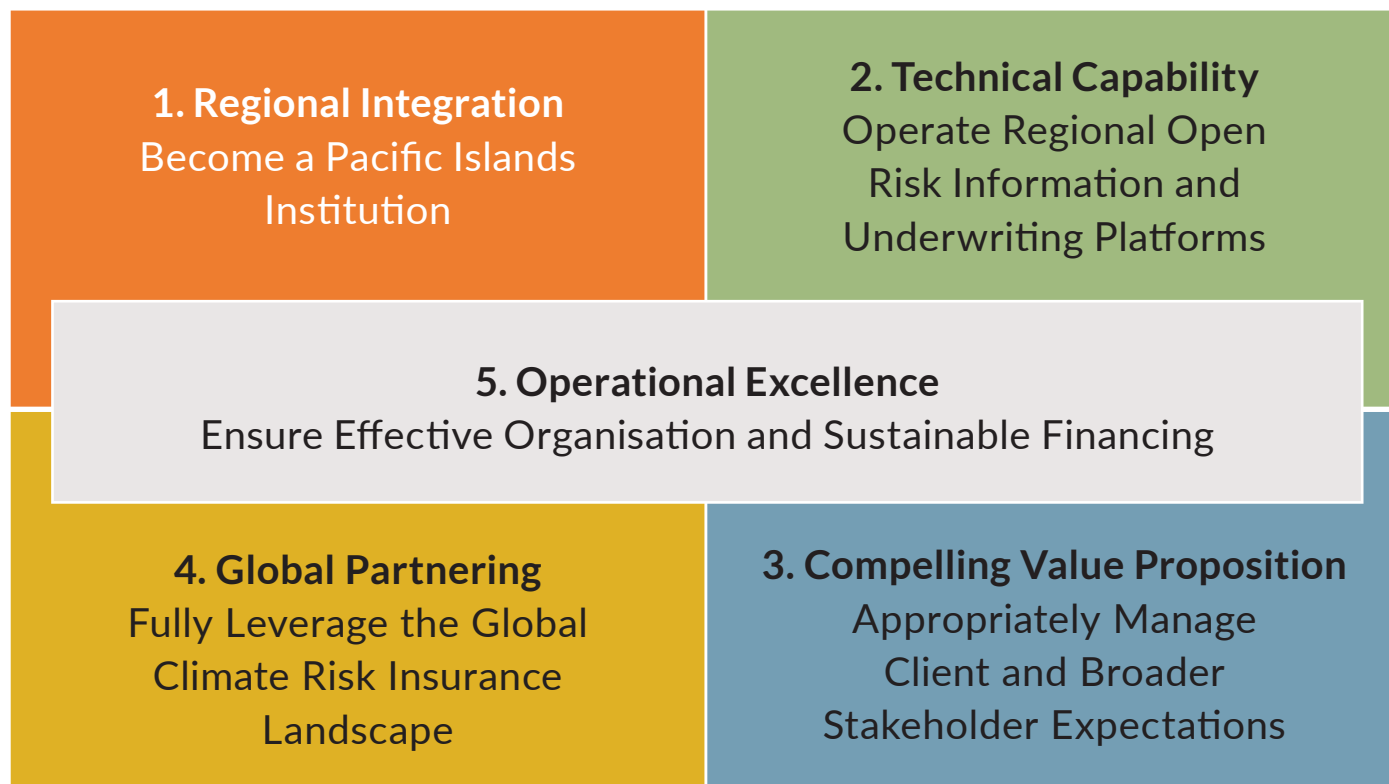 1. Regional Integration
Become a Pacific Islands
Institution
2. Technical Capability
Operate Regional Open
Risk Information and
Underwriting Platforms
5. Operational Excellence
Ensure Effective Organisation and Sustainable Financing
4. Global Partnering
Fully Leverage the Global
Climate Risk Insurance
Landscape
3. Compelling Value Proposition
Appropriately Manage
Client and Broader
Stakeholder Expectations